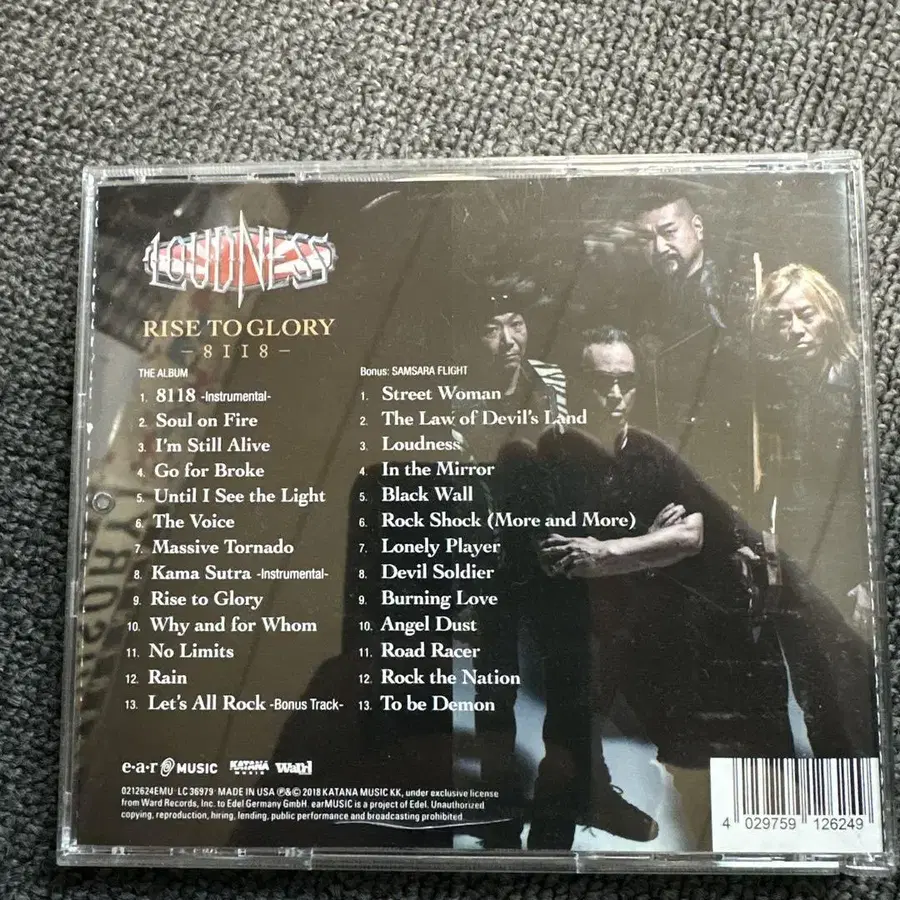 LOUDNESS
RISE TO GLORY
-8118-
THE ALBUM
1. 8118 -Instrumental-
2. Soul on Fire
3. I'm Still Alive
4. Go for Broke
5. Until I See the Light
6. The Voice
7. Massive Tornado
8. Kama Sutra -Instrumental-
9. Rise to Glory
10. Why and for Whom
11. No Limits
12. Rain
13. Let's All Rock -Bonus Track-
Bonus: SAMSARA FLIGHT
1. Street Woman
2. The Law of Devil's Land
3. Loudness
4. In the Mirror
5. Black Wall
6. Rock Shock (More and More)
7. Lonely Player
8. Devil Soldier
9. Burning Love
10. Angel Dust
11. Road Racer
12. Rock the Nation
13. To be Demon
e·a·r MUSIC KATANA MUSIC Ward
0212624EMU · LC 36979 · MADE IN USA ℗&© 2018 KATANA MUSIC KK, under exclusive license
from Ward Records, Inc. to Edel Germany GmbH. earMUSIC is a project of Edel. Unauthorized
copying, reproduction, hiring, lending, public performance and broadcasting prohibited.
4 029759 126249